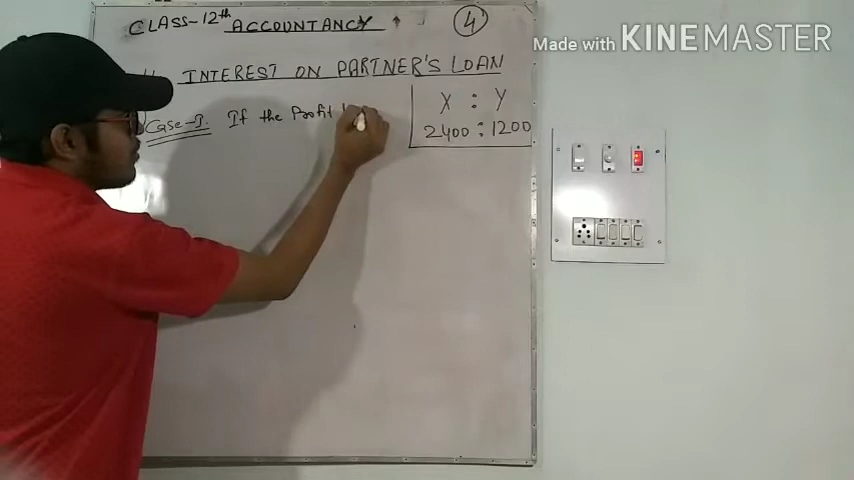 CLASS-12th ACCOUNTANCY
4
Made with KINEMASTER
INTEREST ON PARTNER'S LOAN
Case-I. If the Profit
X : Y
2400 : 1200